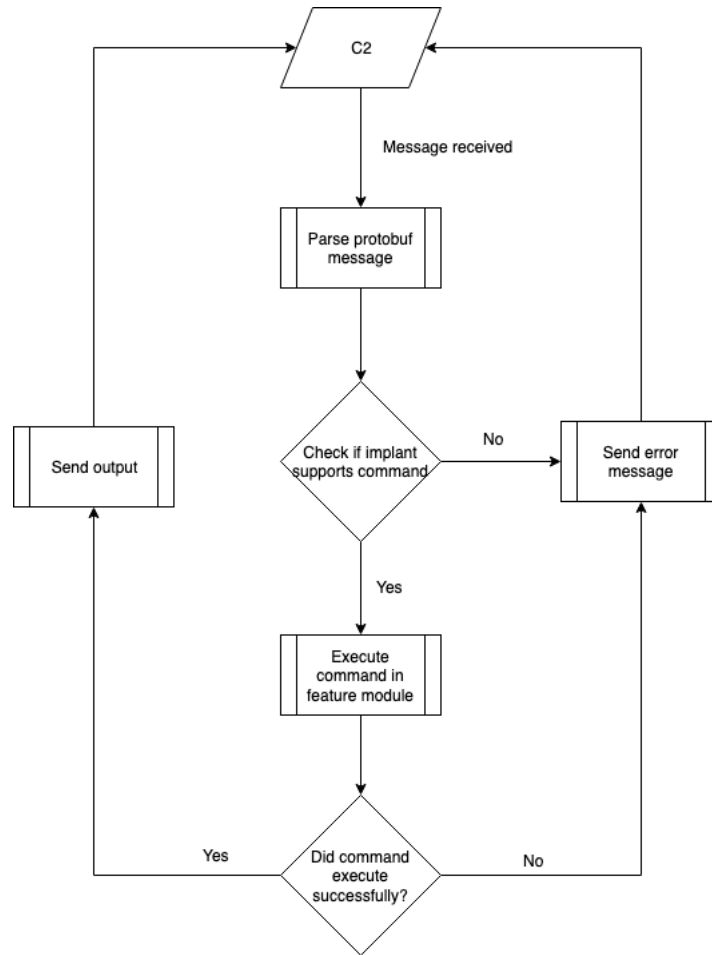 C2
Message received
Parse protobuf
message
Check if implant
supports command
No
Send error
message
Send output
Yes
Execute
command in
feature module
Yes
Did command
execute
successfully?
No